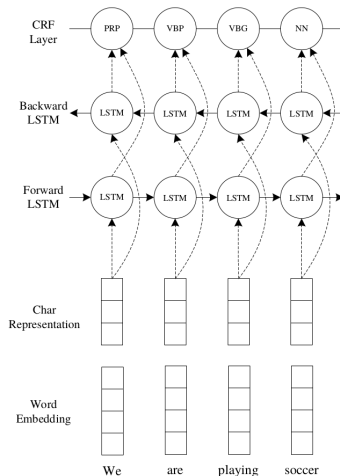 CRF
Layer
PRP VBP VBG NN
Backward
LSTM
LSTM LSTM LSTM LSTM
Forward
LSTM
LSTM LSTM LSTM LSTM
Char
Representation
Word
Embedding
We are playing soccer